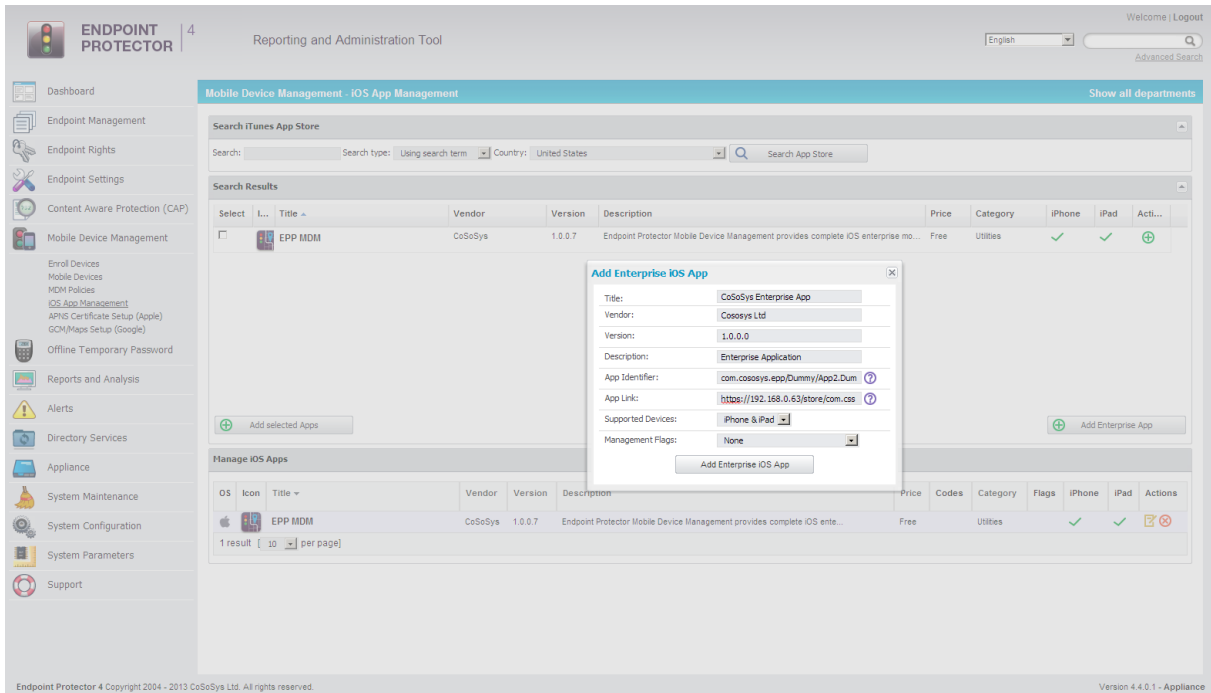 Welcome | Logout
ENDPOINT PROTECTOR 4
Reporting and Administration Tool
English
Advanced Search
Dashboard
Endpoint Management
Endpoint Rights
Endpoint Settings
Content Aware Protection (CAP)
Mobile Device Management
Enroll Devices
Mobile Devices
MDM Policies
iOS App Management
APNS Certificate Setup (Apple)
GCM/Maps Setup (Google)
Offline Temporary Password
Reports and Analysis
Alerts
Directory Services
Appliance
System Maintenance
System Configuration
System Parameters
Support
Mobile Device Management - iOS App Management Show all departments
Search iTunes App Store
Search: Search type: Using search term Country: United States Search App Store
Search Results
Select I... Title Vendor Version Description Price Category iPhone iPad Acti...
EPP MDM CoSoSys 1.0.0.7 Endpoint Protector Mobile Device Management provides complete iOS enterprise mo... Free Utilities
Add Enterprise iOS App
Title: CoSoSys Enterprise App
Vendor: Cososys Ltd
Version: 1.0.0.0
Description: Enterprise Application
App Identifier: com.cososys.epp/Dummy/App2.Dum
App Link: https://192.168.0.63/store/com.css
Supported Devices: iPhone & iPad
Management Flags: None
Add Enterprise iOS App
Add selected Apps Add Enterprise App
Manage iOS Apps
OS Icon Title Vendor Version Description Price Codes Category Flags iPhone iPad Actions
EPP MDM CoSoSys 1.0.0.7 Endpoint Protector Mobile Device Management provides complete iOS ente... Free Utilities
1 result [ 10 per page]
Endpoint Protector 4 Copyright 2004 - 2013 CoSoSys Ltd. All rights reserved. Version 4.4.0.1 - Appliance